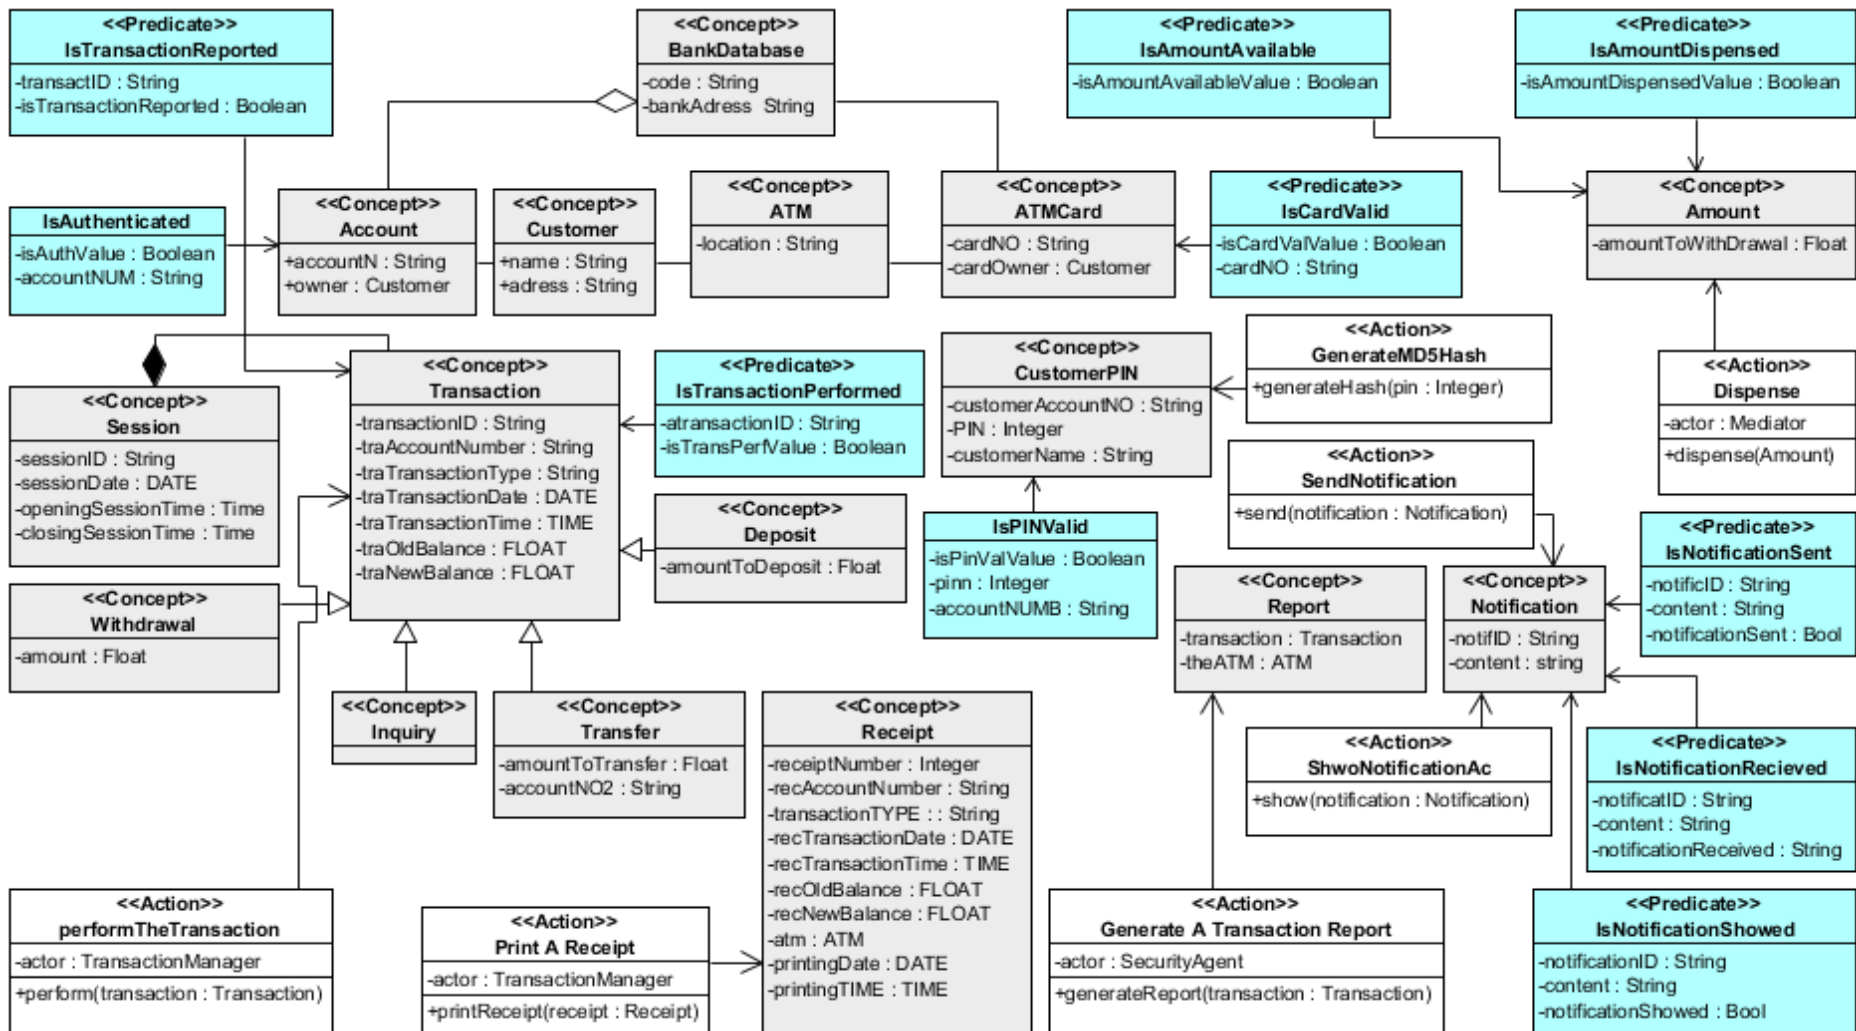 <<Predicate>>
IsTransactionReported
-transactID : String
-isTransactionReported : Boolean
<<Concept>>
BankDatabase
-code : String
-bankAdress  String
<<Predicate>>
IsAmountAvailable
-isAmountAvailableValue : Boolean
<<Predicate>>
IsAmountDispensed
-isAmountDispensedValue : Boolean
IsAuthenticated
-isAuthValue : Boolean
-accountNUM : String
<<Concept>>
Account
+accountN : String
+owner : Customer
<<Concept>>
Customer
+name : String
+adress : String
<<Concept>>
ATM
-location : String
<<Concept>>
ATMCard
-cardNO : String
-cardOwner : Customer
<<Predicate>>
IsCardValid
-isCardValValue : Boolean
-cardNO : String
<<Concept>>
Amount
-amountToWithDrawal : Float
<<Concept>>
Session
-sessionID : String
-sessionDate : DATE
-openingSessionTime : Time
-closingSessionTime : Time
<<Concept>>
Transaction
-transactionID : String
-traAccountNumber : String
-traTransactionType : String
-traTransactionDate : DATE
-traTransactionTime : TIME
-traOldBalance : FLOAT
-traNewBalance : FLOAT
<<Predicate>>
IsTransactionPerformed
-atransactionID : String
-isTransPerfValue : Boolean
<<Concept>>
CustomerPIN
-customerAccountNO : String
-PIN : Integer
-customerName : String
<<Action>>
GenerateMD5Hash
+generateHash(pin : Integer)
<<Action>>
Dispense
-actor : Mediator
+dispense(Amount)
<<Action>>
SendNotification
+send(notification : Notification)
<<Concept>>
Deposit
-amountToDeposit : Float
IsPINValid
-isPinValValue : Boolean
-pinn : Integer
-accountNUMB : String
<<Predicate>>
IsNotificationSent
-notificID : String
-content : String
-notificationSent : Bool
<<Concept>>
Withdrawal
-amount : Float
<<Concept>>
Report
-transaction : Transaction
-theATM : ATM
<<Concept>>
Notification
-notifID : String
-content : string
<<Concept>>
Inquiry
<<Concept>>
Transfer
-amountToTransfer : Float
-accountNO2 : String
<<Concept>>
Receipt
-receiptNumber : Integer
-recAccountNumber : String
-transactionTYPE : : String
-recTransactionDate : DATE
-recTransactionTime : TIME
-recOldBalance : FLOAT
-recNewBalance : FLOAT
-atm : ATM
-printingDate : DATE
-printingTIME : TIME
<<Action>>
ShwoNotificationAc
+show(notification : Notification)
<<Predicate>>
IsNotificationRecieved
-notificatID : String
-content : String
-notificationReceived : String
<<Action>>
performTheTransaction
-actor : TransactionManager
+perform(transaction : Transaction)
<<Action>>
Print A Receipt
-actor : TransactionManager
+printReceipt(receipt : Receipt)
<<Action>>
Generate A Transaction Report
-actor : SecurityAgent
+generateReport(transaction : Transaction)
<<Predicate>>
IsNotificationShowed
-notificationID : String
-content : String
-notificationShowed : Bool